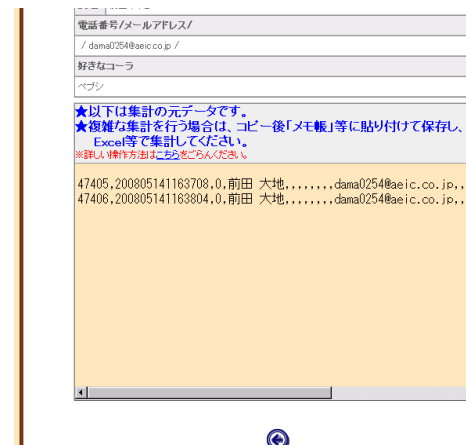 電話番号/メールアドレス/
/ dama0254@aeic.co.jp /
好きなコーラ
ペプシ
★以下は集計の元データです。
★複雑な集計を行う場合は、コピー後「メモ帳」等に貼り付けて保存し、
Excel等で集計してください。
※詳しい操作方法はこちらをごらんください。
47405,200805141163708,0,前田 大地,,,,,,,,dama0254@aeic.co.jp,,
47406,200805141163804,0,前田 大地,,,,,,,,dama0254@aeic.co.jp,,